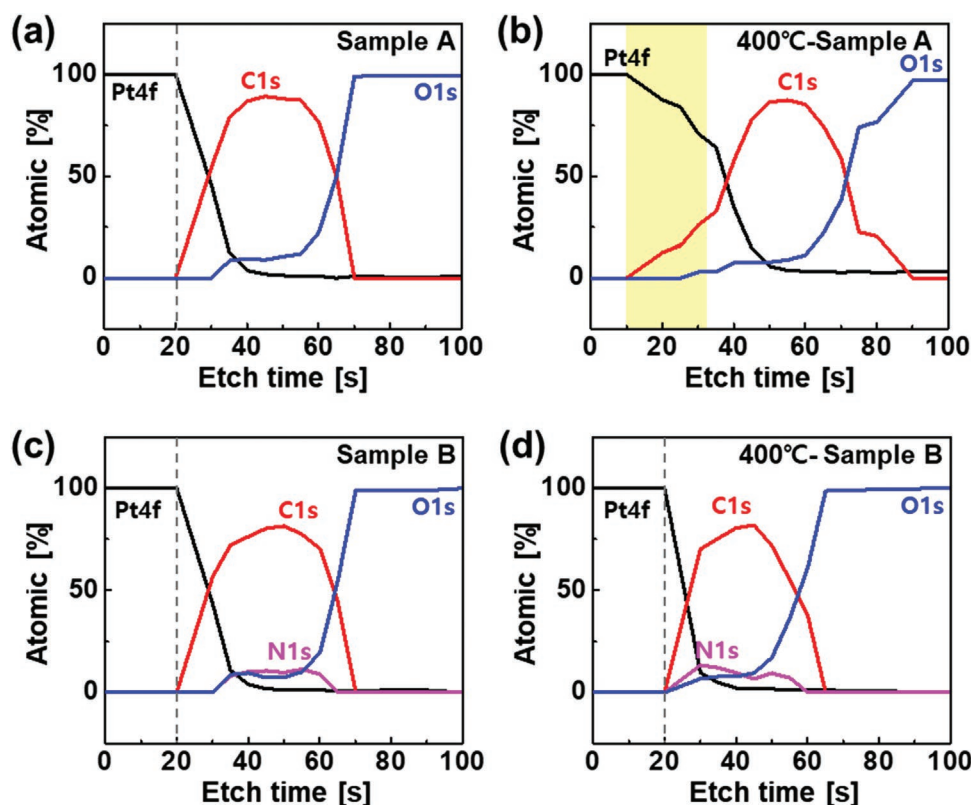 (a)
Sample A
Pt4f
C1s
O1s
Atomic [%]
100
50
0
0 20 40 60 80 100
Etch time [s]
(b)
400℃-Sample A
Pt4f
C1s
O1s
Atomic [%]
100
50
0
0 20 40 60 80 100
Etch time [s]
(c)
Sample B
Pt4f
C1s
O1s
N1s
Atomic [%]
100
50
0
0 20 40 60 80 100
Etch time [s]
(d)
400℃- Sample B
Pt4f
C1s
O1s
N1s
Atomic [%]
100
50
0
0 20 40 60 80 100
Etch time [s]